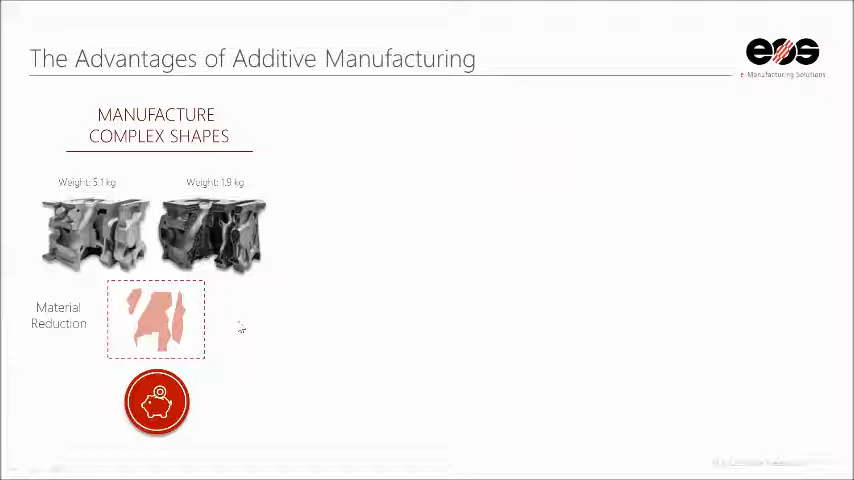 The Advantages of Additive Manufacturing
eos
e-Manufacturing Solutions
MANUFACTURE
COMPLEX SHAPES
Weight: 5.1 kg
Weight: 1.9 kg
Material
Reduction